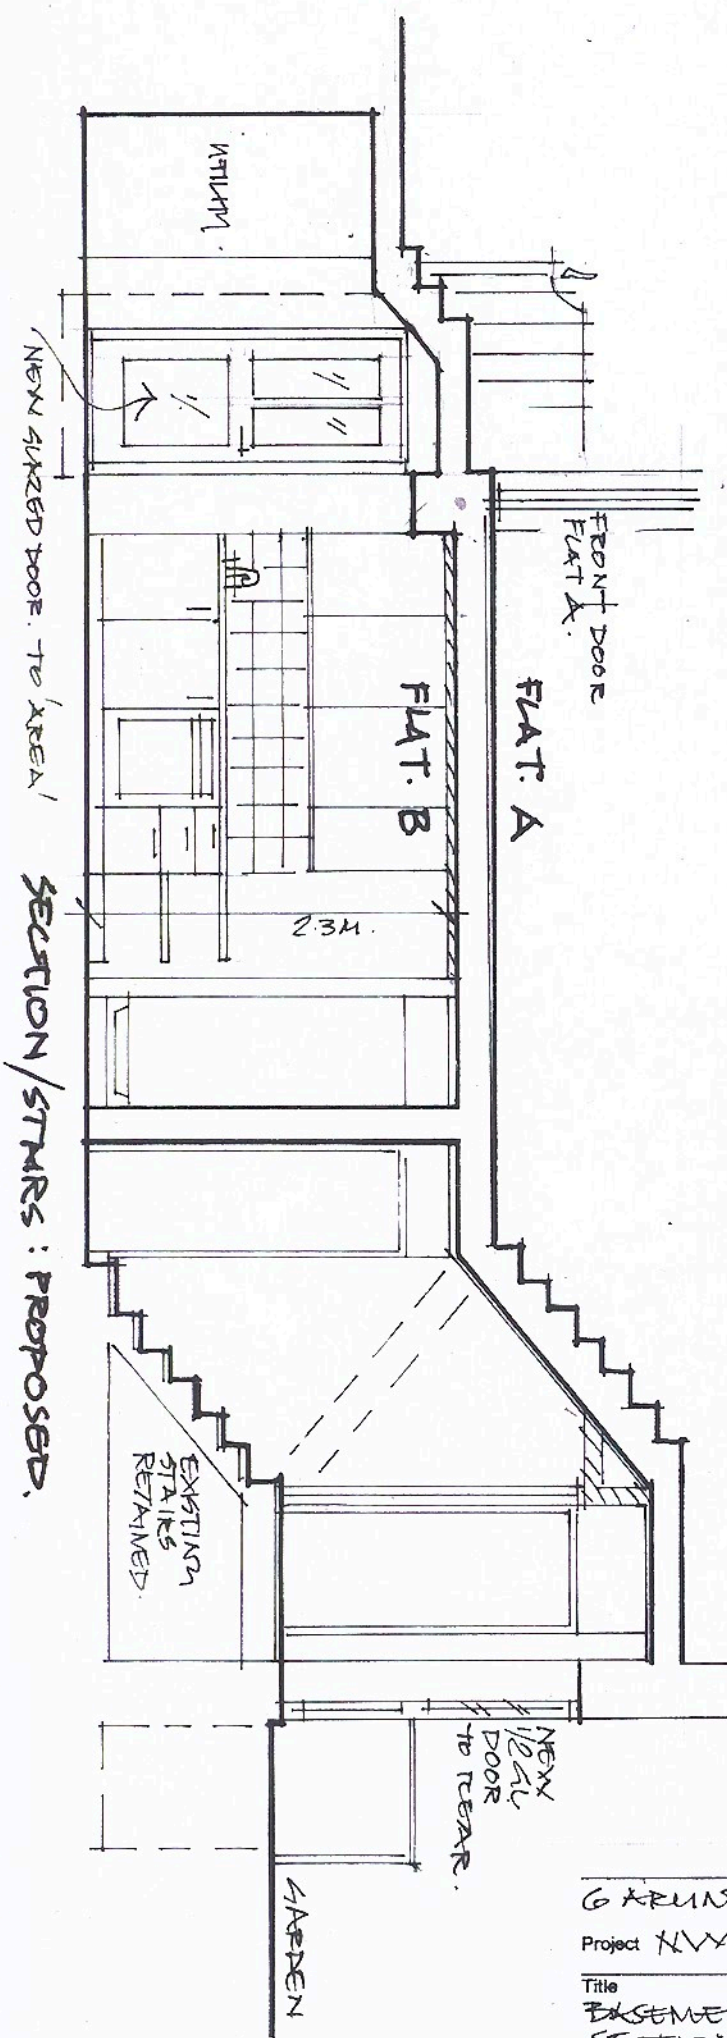 UTILITY.
NEW GLAZED DOOR. TO 'AREA'
FRONT DOOR
FLAT A.
FLAT. A
FLAT. B
2.3M.
SECTION/STAIRS : PROPOSED.
EXISTING
STAIRS
RETAINED.
NEW
1/2 GL
DOOR
TO REAR.
GARDEN
Project
Title